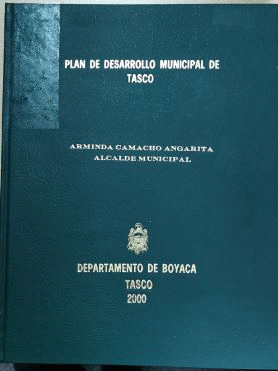 PLAN DE DESARROLLO MUNICIPAL DE
TASCO
ARMINDA CAMACHO ANGARITA
ALCALDE MUNICIPAL
DEPARTAMENTO DE BOYACA
TASCO
2000